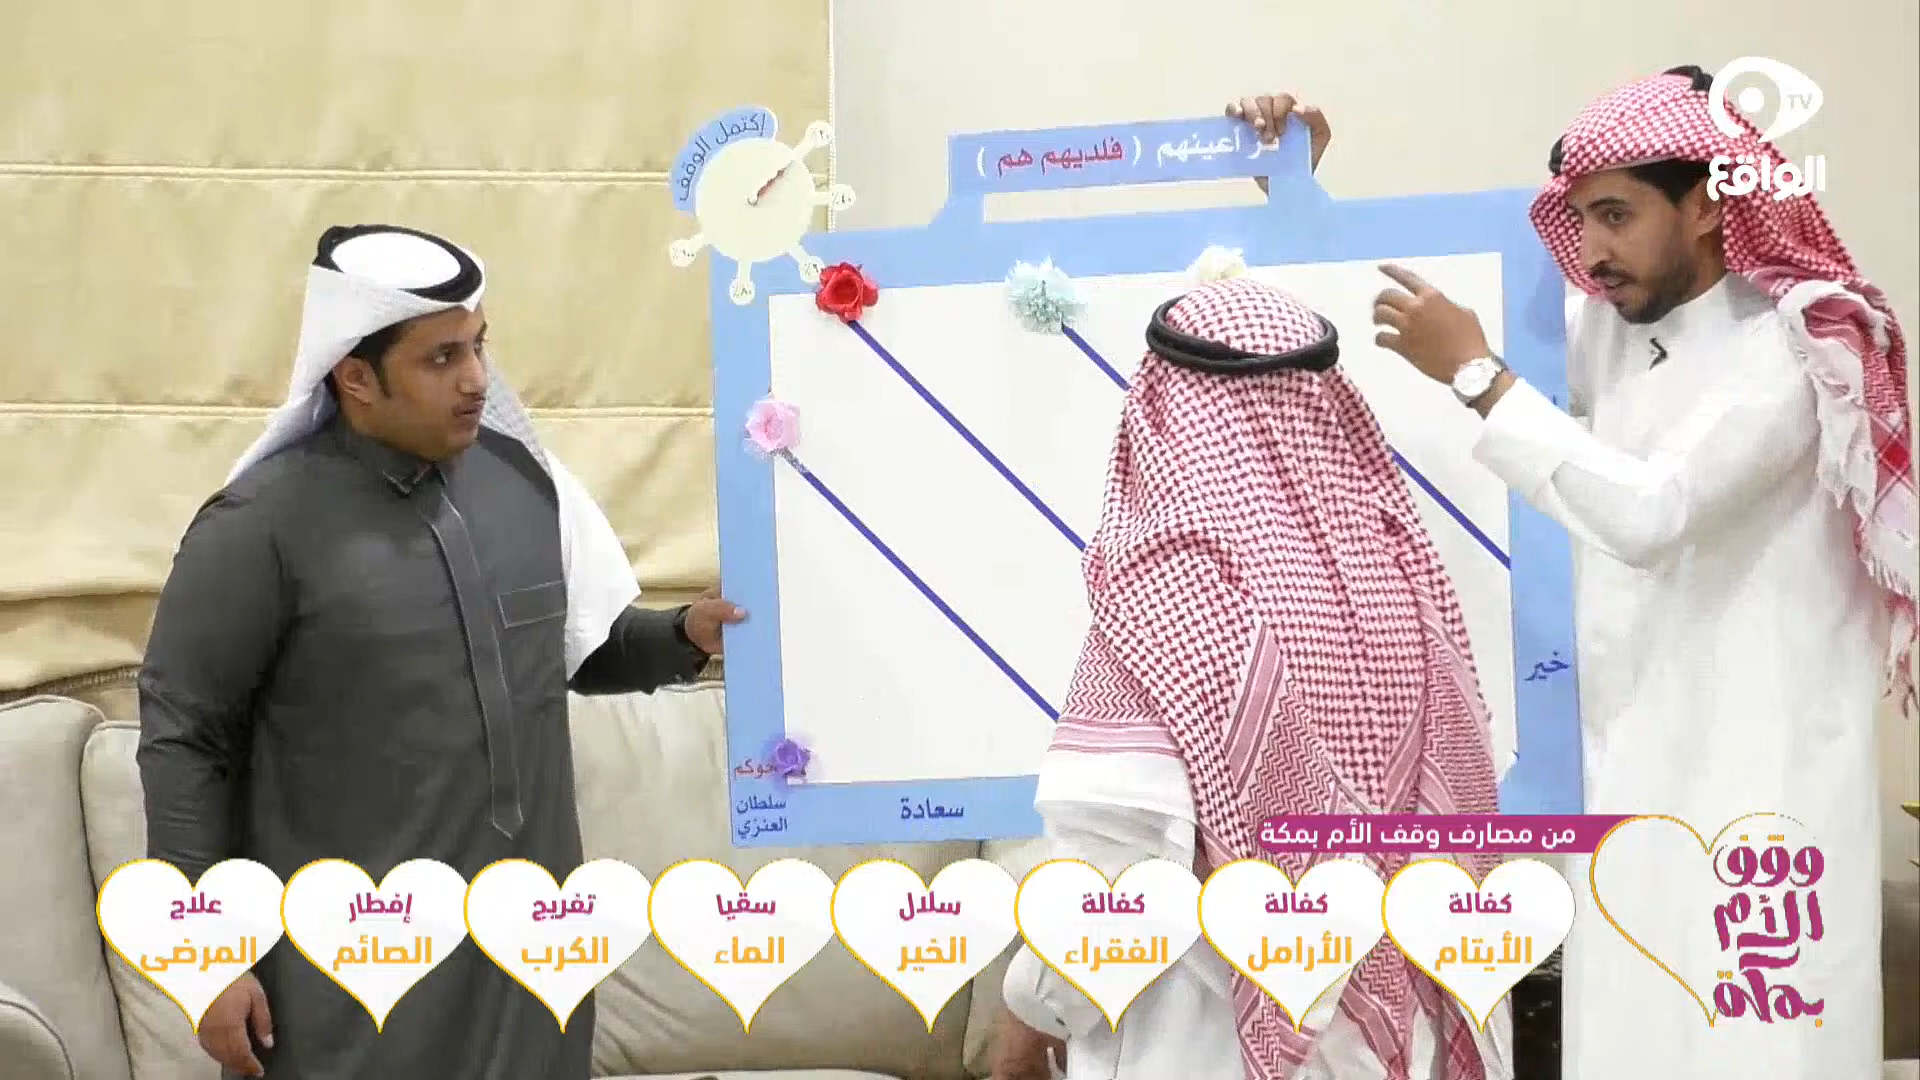 TV
الواقع
إكتمل الوقف
أعينهم ( فلديهم هم )
خير
سلطان
العنزي
سعادة
من مصارف وقف الأم بمكة
وقف
الأم
بمكة
كفالة
الأيتام
كفالة
الأرامل
كفالة
الفقراء
سلال
الخير
سقيا
الماء
تفريج
الكرب
إفطار
الصائم
علاج
المرضى